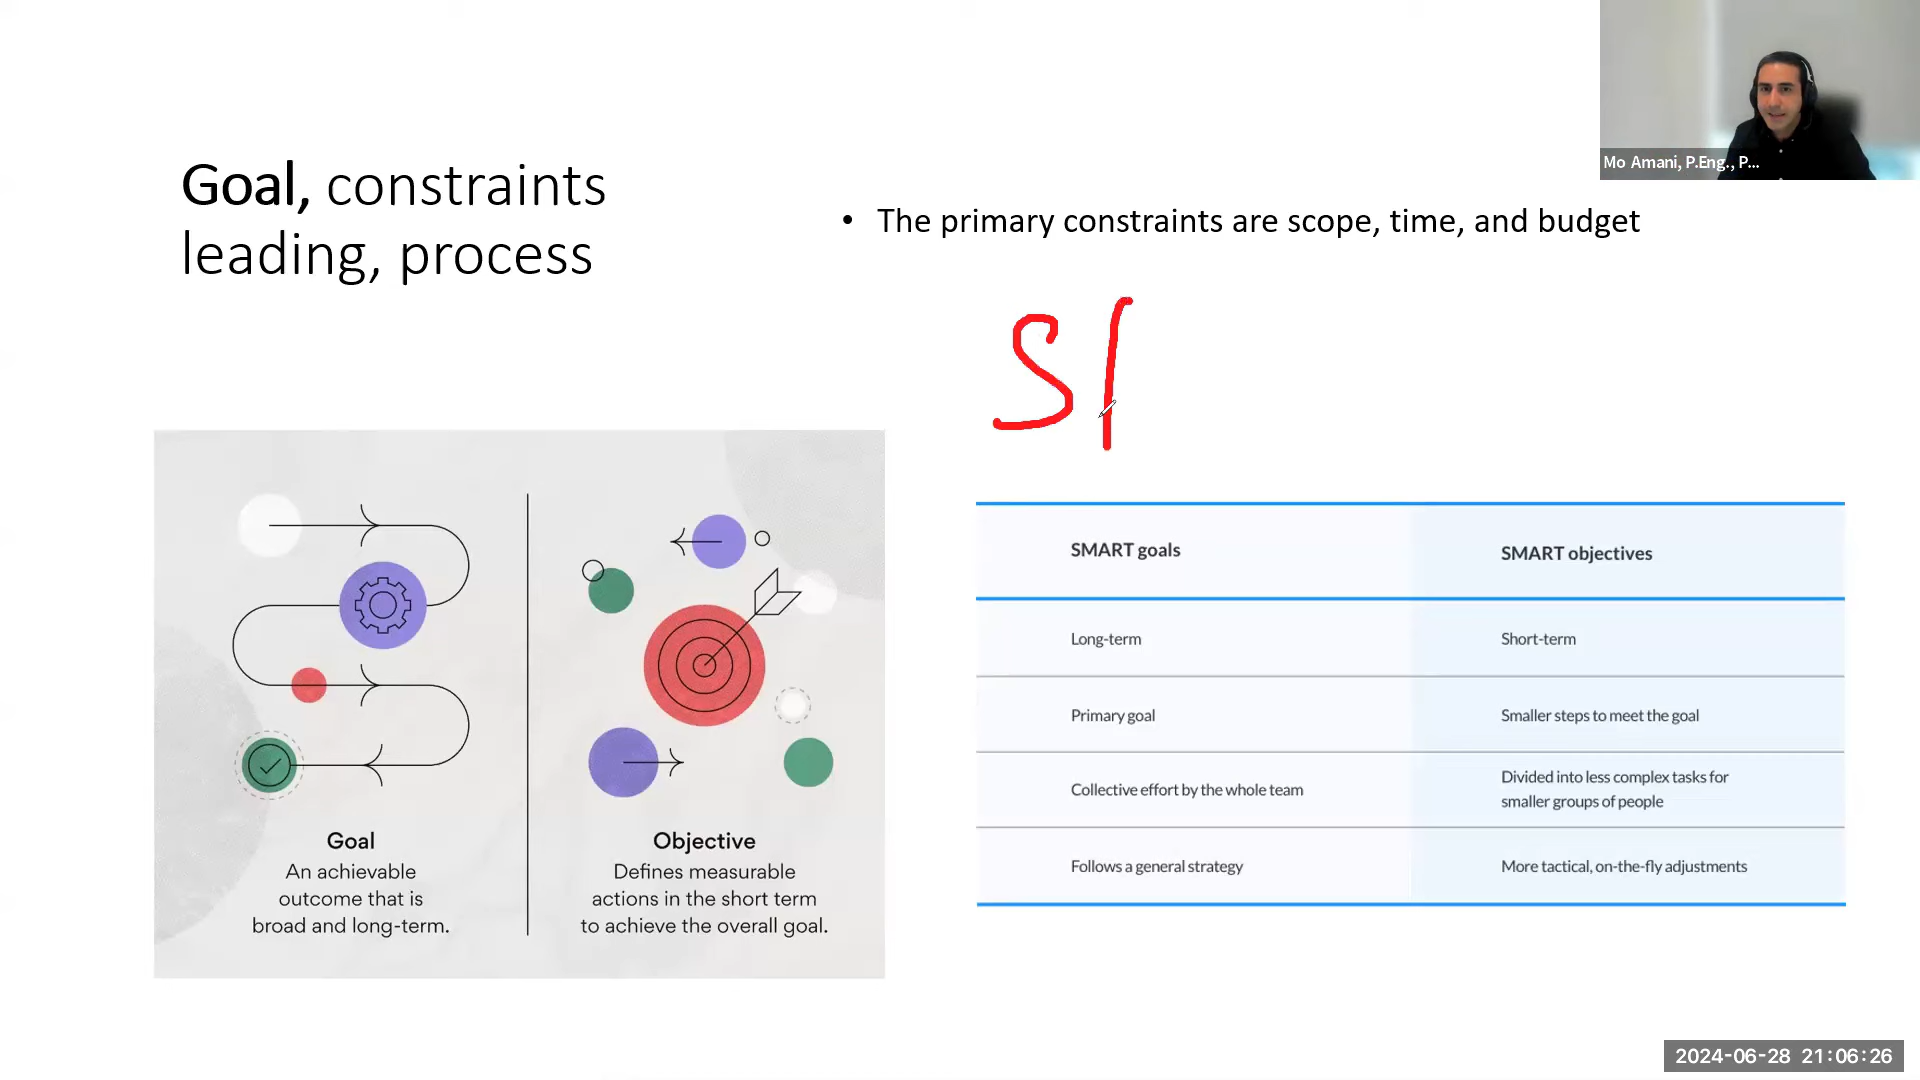 Mo Amani, P.Eng., P...
Goal, constraints
leading, process
• The primary constraints are scope, time, and budget
S
Goal
An achievable
outcome that is
broad and long-term.
Objective
Defines measurable
actions in the short term
to achieve the overall goal.
SMART goals SMART objectives
Long-term Short-term
Primary goal Smaller steps to meet the goal
Collective effort by the whole team Divided into less complex tasks for
smaller groups of people
Follows a general strategy More tactical, on-the-fly adjustments
2024-06-28 21:06:26